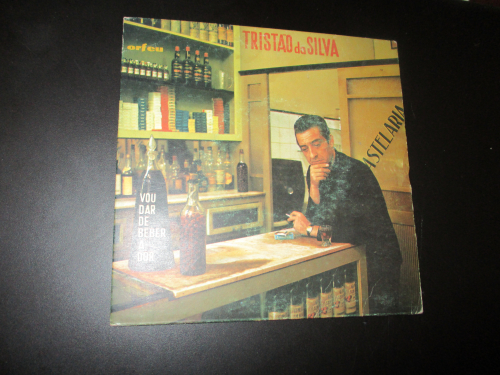 orfeu
TRISTÃO da SILVA
ASTELARIA
VOU
DAR
DE
BEBER
À
DOR